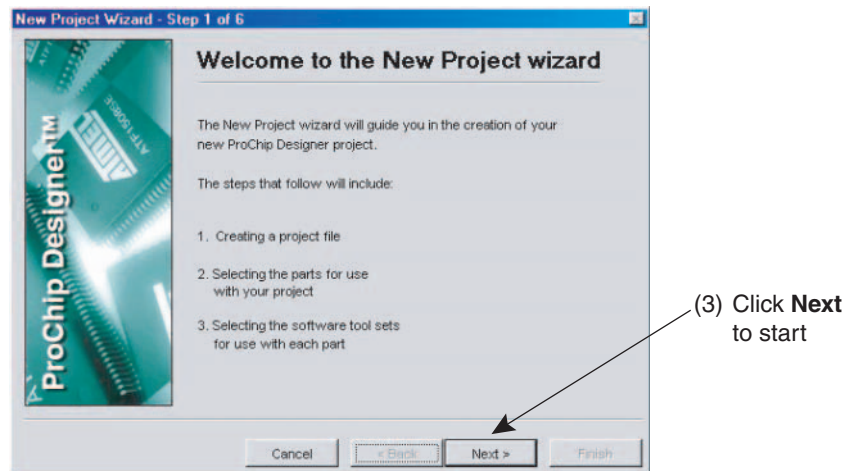 New Project Wizard - Step 1 of 6
ProChip Designer™
ATMEL
ATF1508SE
Welcome to the New Project wizard
The New Project wizard will guide you in the creation of your
new ProChip Designer project.
The steps that follow will include:
1. Creating a project file
2. Selecting the parts for use
with your project
3. Selecting the software tool sets
for use with each part
(3) Click Next
to start
Cancel
< Back
Next >
Finish